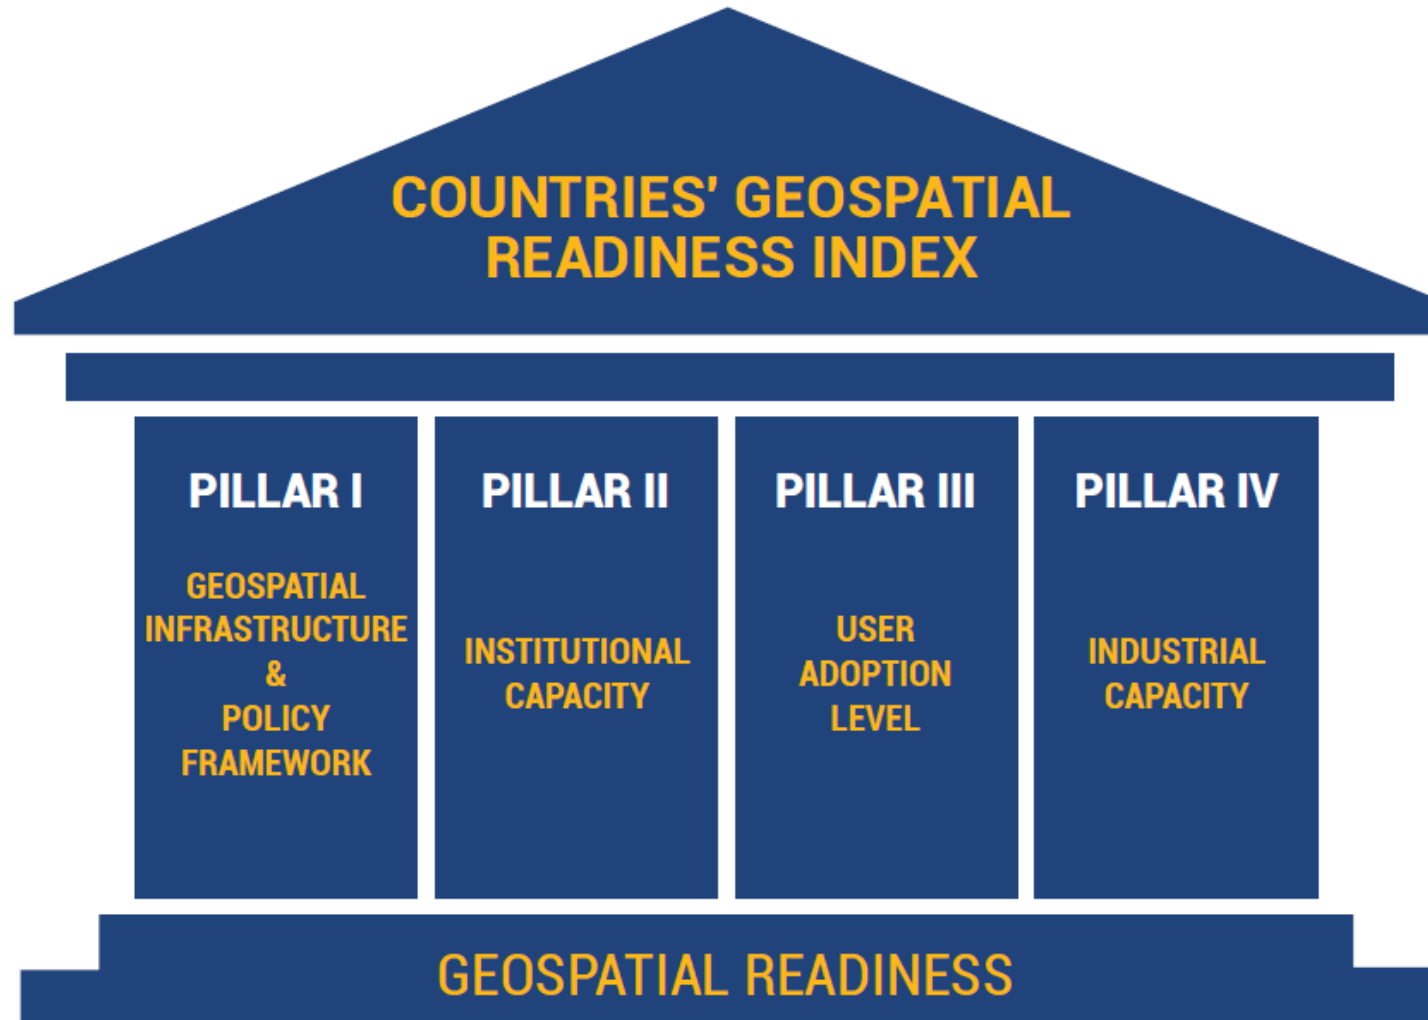 COUNTRIES' GEOSPATIAL
READINESS INDEX
PILLAR I
GEOSPATIAL
INFRASTRUCTURE
&
POLICY
FRAMEWORK
PILLAR II
INSTITUTIONAL
CAPACITY
PILLAR III
USER
ADOPTION
LEVEL
PILLAR IV
INDUSTRIAL
CAPACITY
GEOSPATIAL READINESS